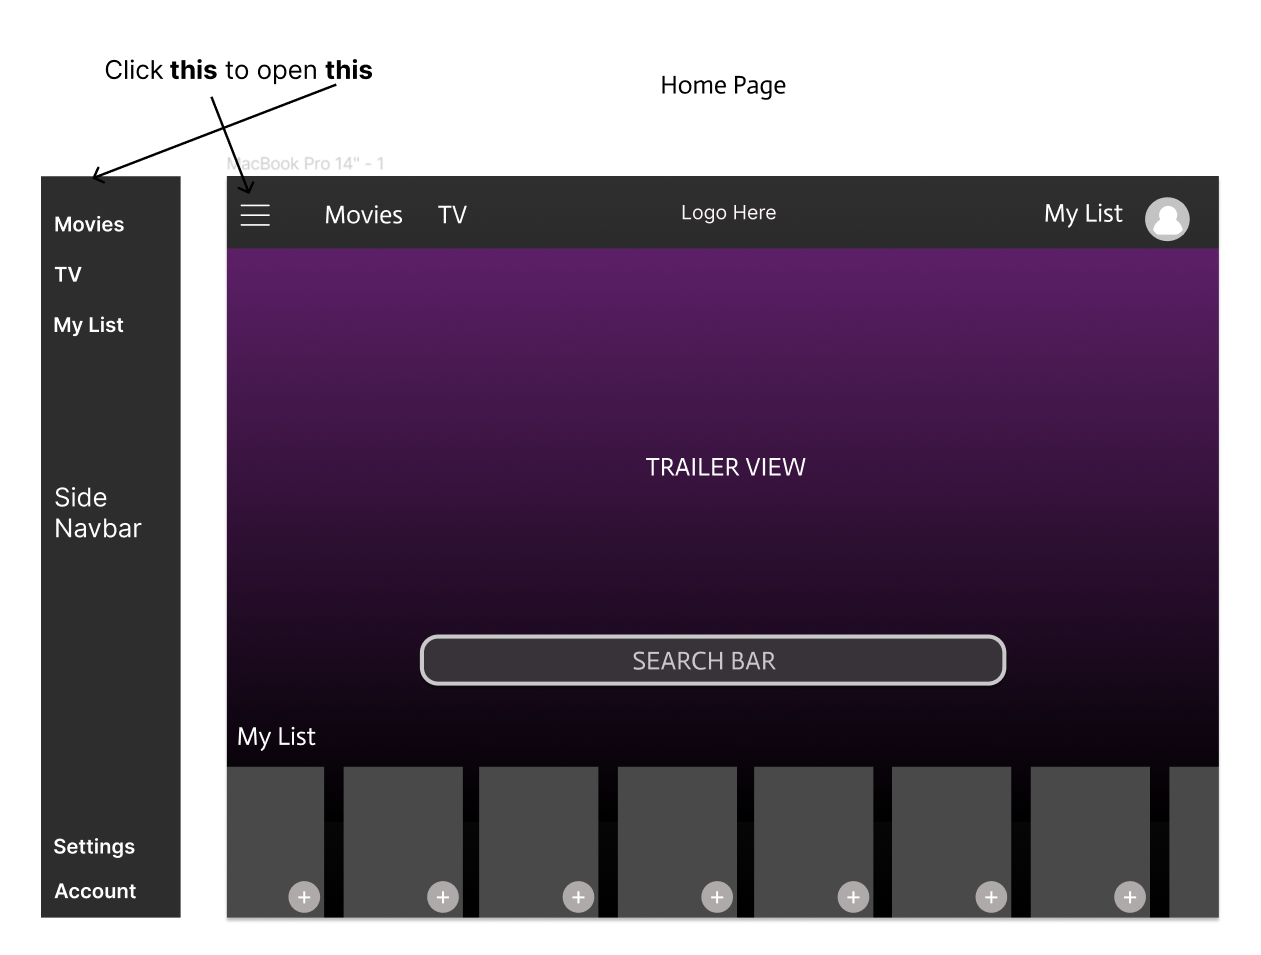 Click this to open this
Home Page
MacBook Pro 14" - 1
Movies
TV
My List
Side
Navbar
Settings
Account
Movies
TV
Logo Here
My List
TRAILER VIEW
SEARCH BAR
My List
+
+
+
+
+
+
+